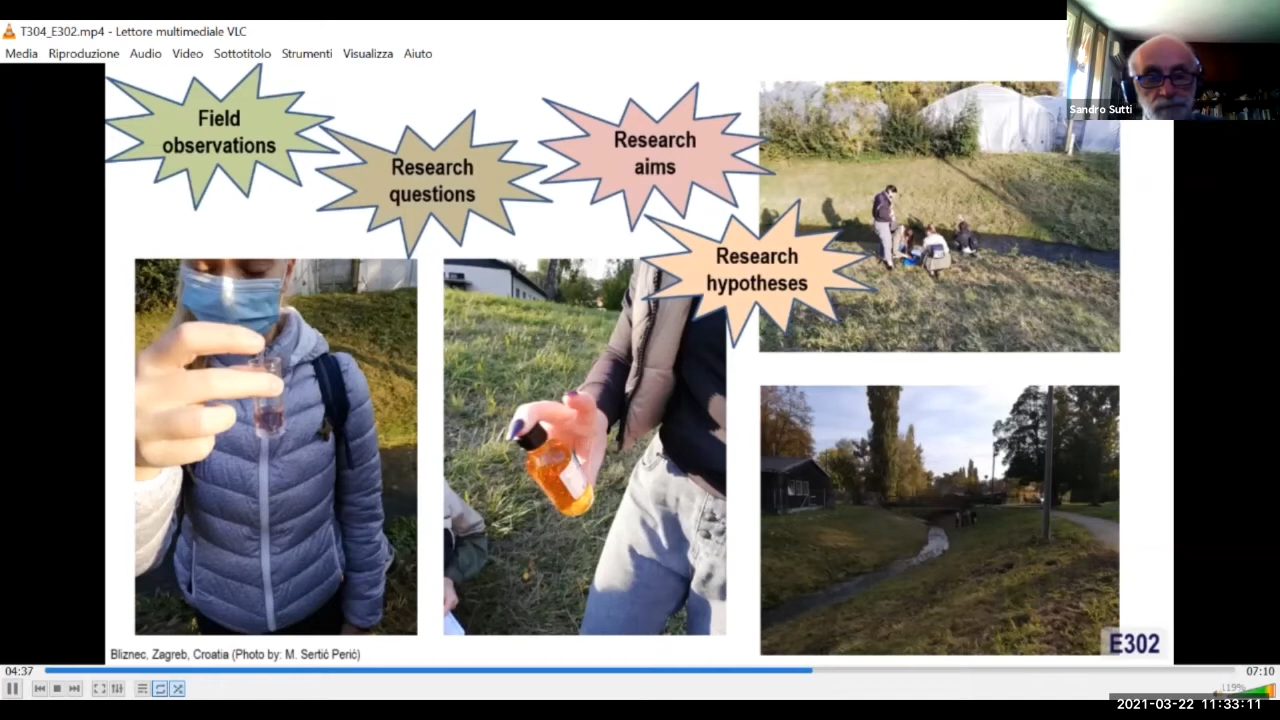 T304_E302.mp4 - Lettore multimediale VLC
Media Riproduzione Audio Video Sottotitolo Strumenti Visualizza Aiuto
Sandro Sutti
Field
observations
Research
questions
Research
aims
Research
hypotheses
Bliznec, Zagreb, Croatia (Photo by: M. Sertić Perić)
E302
04:37
07:10
119%
2021-03-22 11:33:11